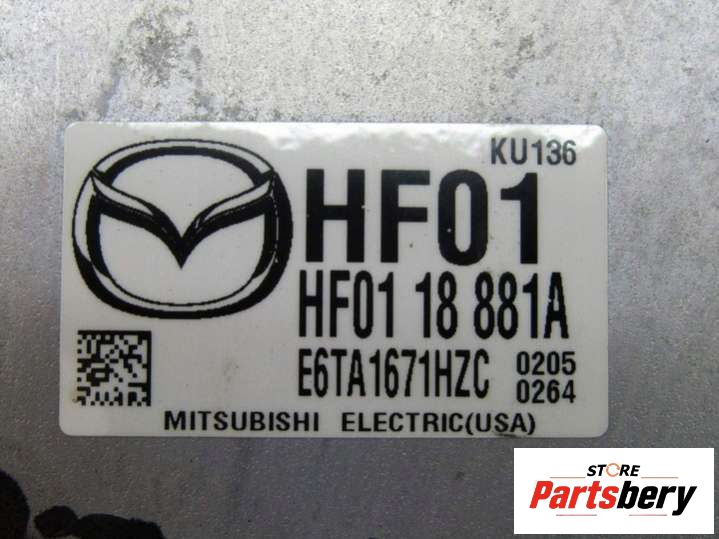 KU136
HF01
HF01 18 881A
E6TA1671HZC 0205
0264
MITSUBISHI ELECTRIC(USA)
STORE
Partsbery